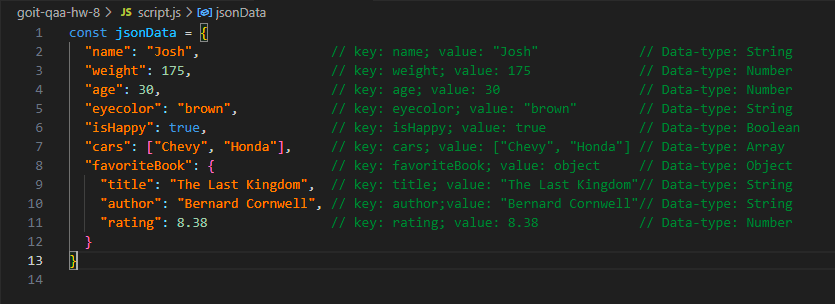 goit-qaa-hw-8 > JS script.js > jsonData
1 const jsonData = {
2 "name": "Josh", // key: name; value: "Josh" // Data-type: String
3 "weight": 175, // key: weight; value: 175 // Data-type: Number
4 "age": 30, // key: age; value: 30 // Data-type: Number
5 "eyecolor": "brown", // key: eyecolor; value: "brown" // Data-type: String
6 "isHappy": true, // key: isHappy; value: true // Data-type: Boolean
7 "cars": ["Chevy", "Honda"], // key: cars; value: ["Chevy", "Honda"] // Data-type: Array
8 "favoriteBook": { // key: favoriteBook; value: object // Data-type: Object
9 "title": "The Last Kingdom", // key: title; value: "The Last Kingdom"// Data-type: String
10 "author": "Bernard Cornwell", // key: author;value: "Bernard Cornwell"// Data-type: String
11 "rating": 8.38 // key: rating; value: 8.38 // Data-type: Number
12 }
13 }
14